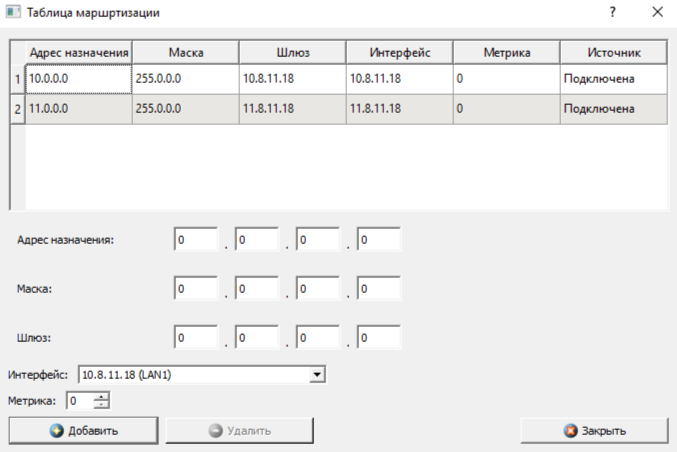 Таблица маршртизации
Адрес назначения Маска Шлюз Интерфейс Метрика Источник
1 10.0.0.0 255.0.0.0 10.8.11.18 10.8.11.18 0 Подключена
2 11.0.0.0 255.0.0.0 11.8.11.18 11.8.11.18 0 Подключена
Адрес назначения: 0 . 0 . 0 . 0
Маска: 0 . 0 . 0 . 0
Шлюз: 0 . 0 . 0 . 0
Интерфейс: 10.8.11.18 (LAN1)
Метрика: 0
Добавить Удалить Закрыть